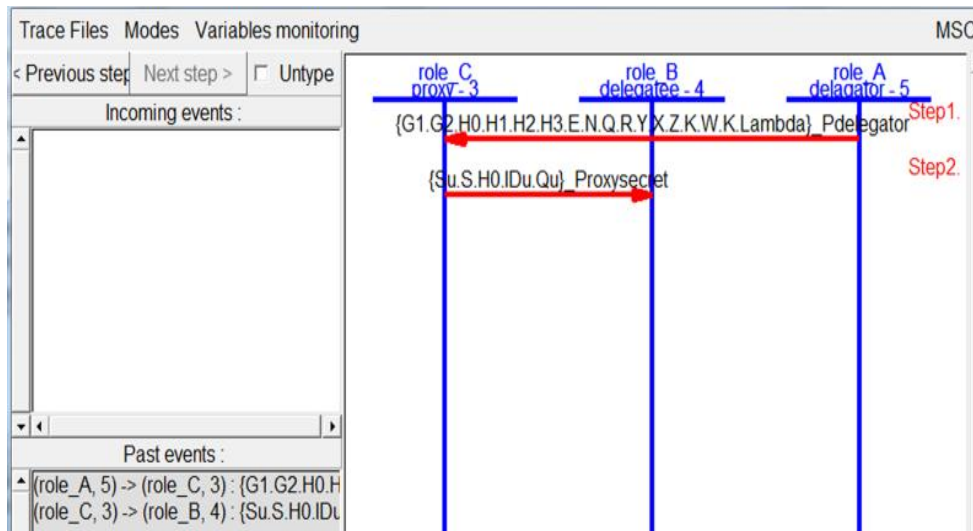 Trace Files Modes Variables monitoring MSC
< Previous step Next step > Untype
Incoming events :
role_C role_B role_A
proxy - 3 delegatee - 4 delagator - 5
{G1.G2.H0.H1.H2.H3.E.N.Q.R.Y.X.Z.K.W.K.Lambda}_Pdelegator Step1.
{Su.S.H0.IDu.Qu}_Proxysecret Step2.
Past events :
(role_A, 5) -> (role_C, 3) : {G1.G2.H0.H
(role_C, 3) -> (role_B, 4) : {Su.S.H0.IDu